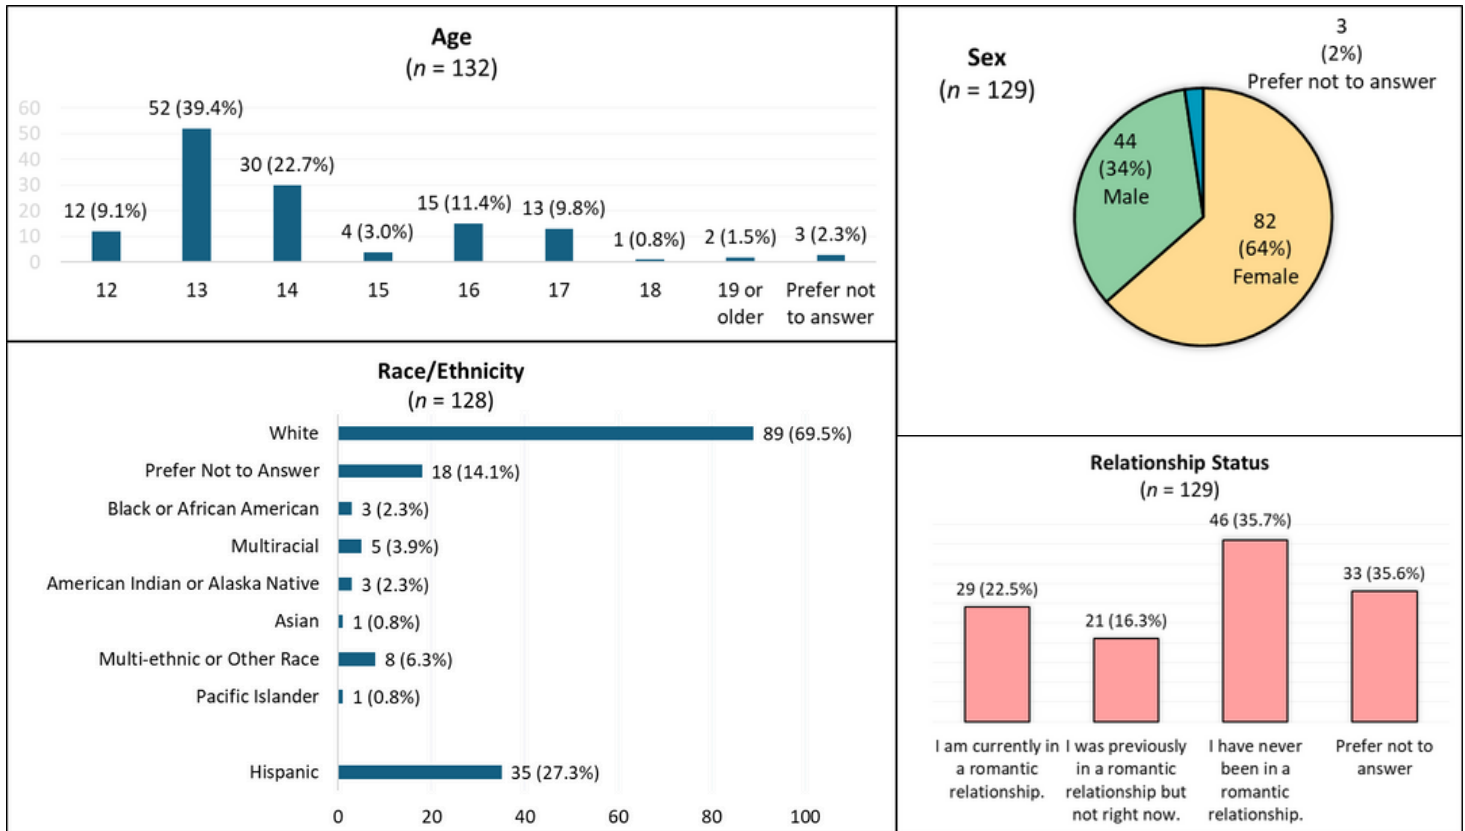 Age
(n = 132)
60
50
40
30
20
10
0
12 (9.1%)
52 (39.4%)
30 (22.7%)
4 (3.0%)
15 (11.4%)
13 (9.8%)
1 (0.8%)
2 (1.5%)
3 (2.3%)
12
13
14
15
16
17
18
19 or
older
Prefer not
to answer
Sex
(n = 129)
3
(2%)
Prefer not to answer
44
(34%)
Male
82
(64%)
Female
Race/Ethnicity
(n = 128)
White
89 (69.5%)
Prefer Not to Answer
18 (14.1%)
Black or African American
3 (2.3%)
Multiracial
5 (3.9%)
American Indian or Alaska Native
3 (2.3%)
Asian
1 (0.8%)
Multi-ethnic or Other Race
8 (6.3%)
Pacific Islander
1 (0.8%)
Hispanic
35 (27.3%)
0
20
40
60
80
100
Relationship Status
(n = 129)
29 (22.5%)
21 (16.3%)
46 (35.7%)
33 (35.6%)
I am currently in
a romantic
relationship.
I was previously
in a romantic
relationship but
not right now.
I have never
been in a
romantic
relationship.
Prefer not to
answer